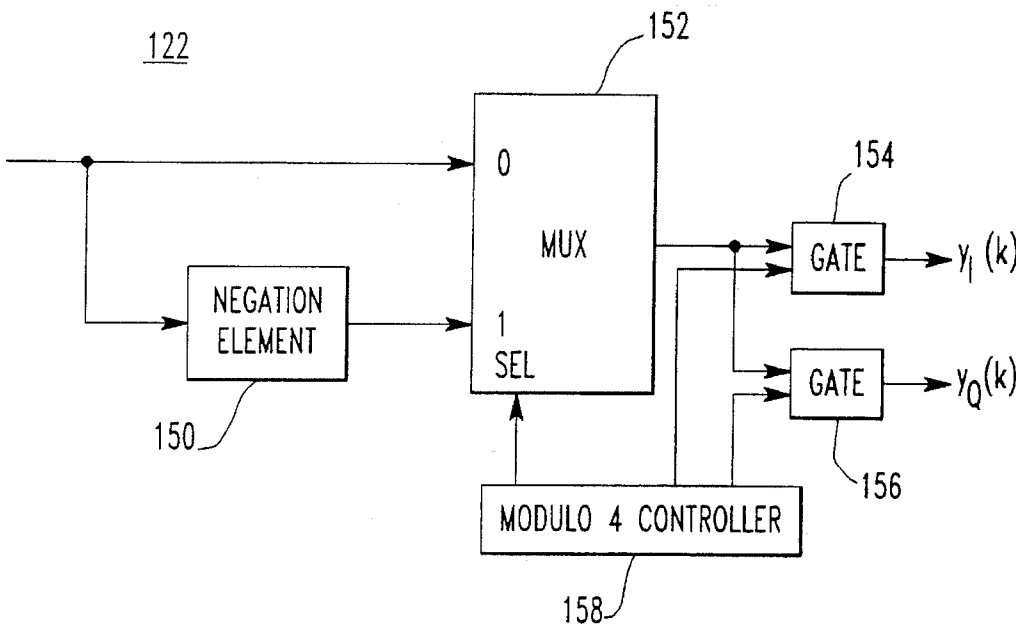 122
152
0
154
MUX
GATE
y_I (k)
NEGATION
ELEMENT
1
SEL
GATE
y_Q(k)
150
156
MODULO 4 CONTROLLER
158